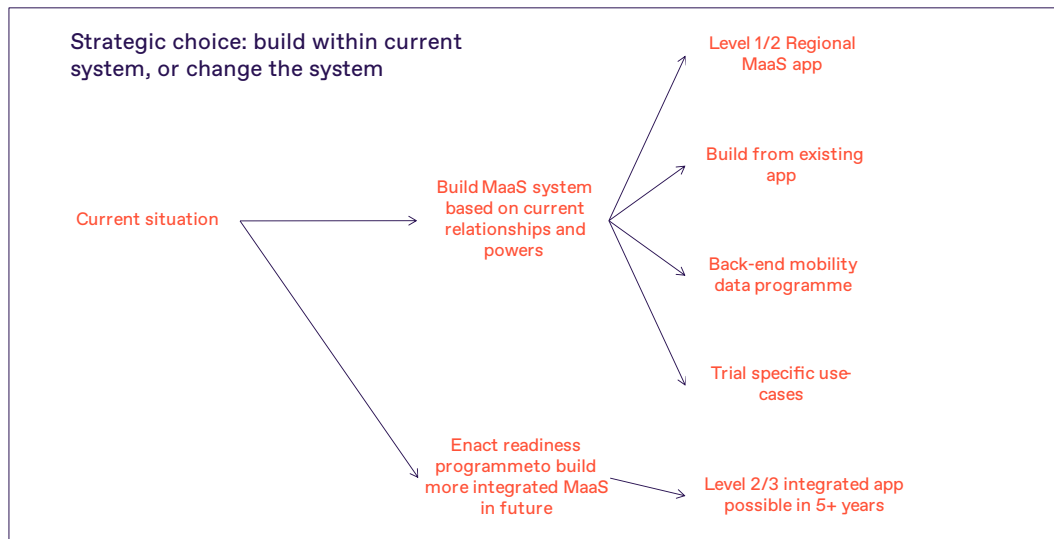 Strategic choice: build within current
system, or change the system
Current situation
Build MaaS system
based on current
relationships and
powers
Enact readiness
programmeto build
more integrated MaaS
in future
Level 1/2 Regional
MaaS app
Build from existing
app
Back-end mobility
data programme
Trial specific use-
cases
Level 2/3 integrated app
possible in 5+ years